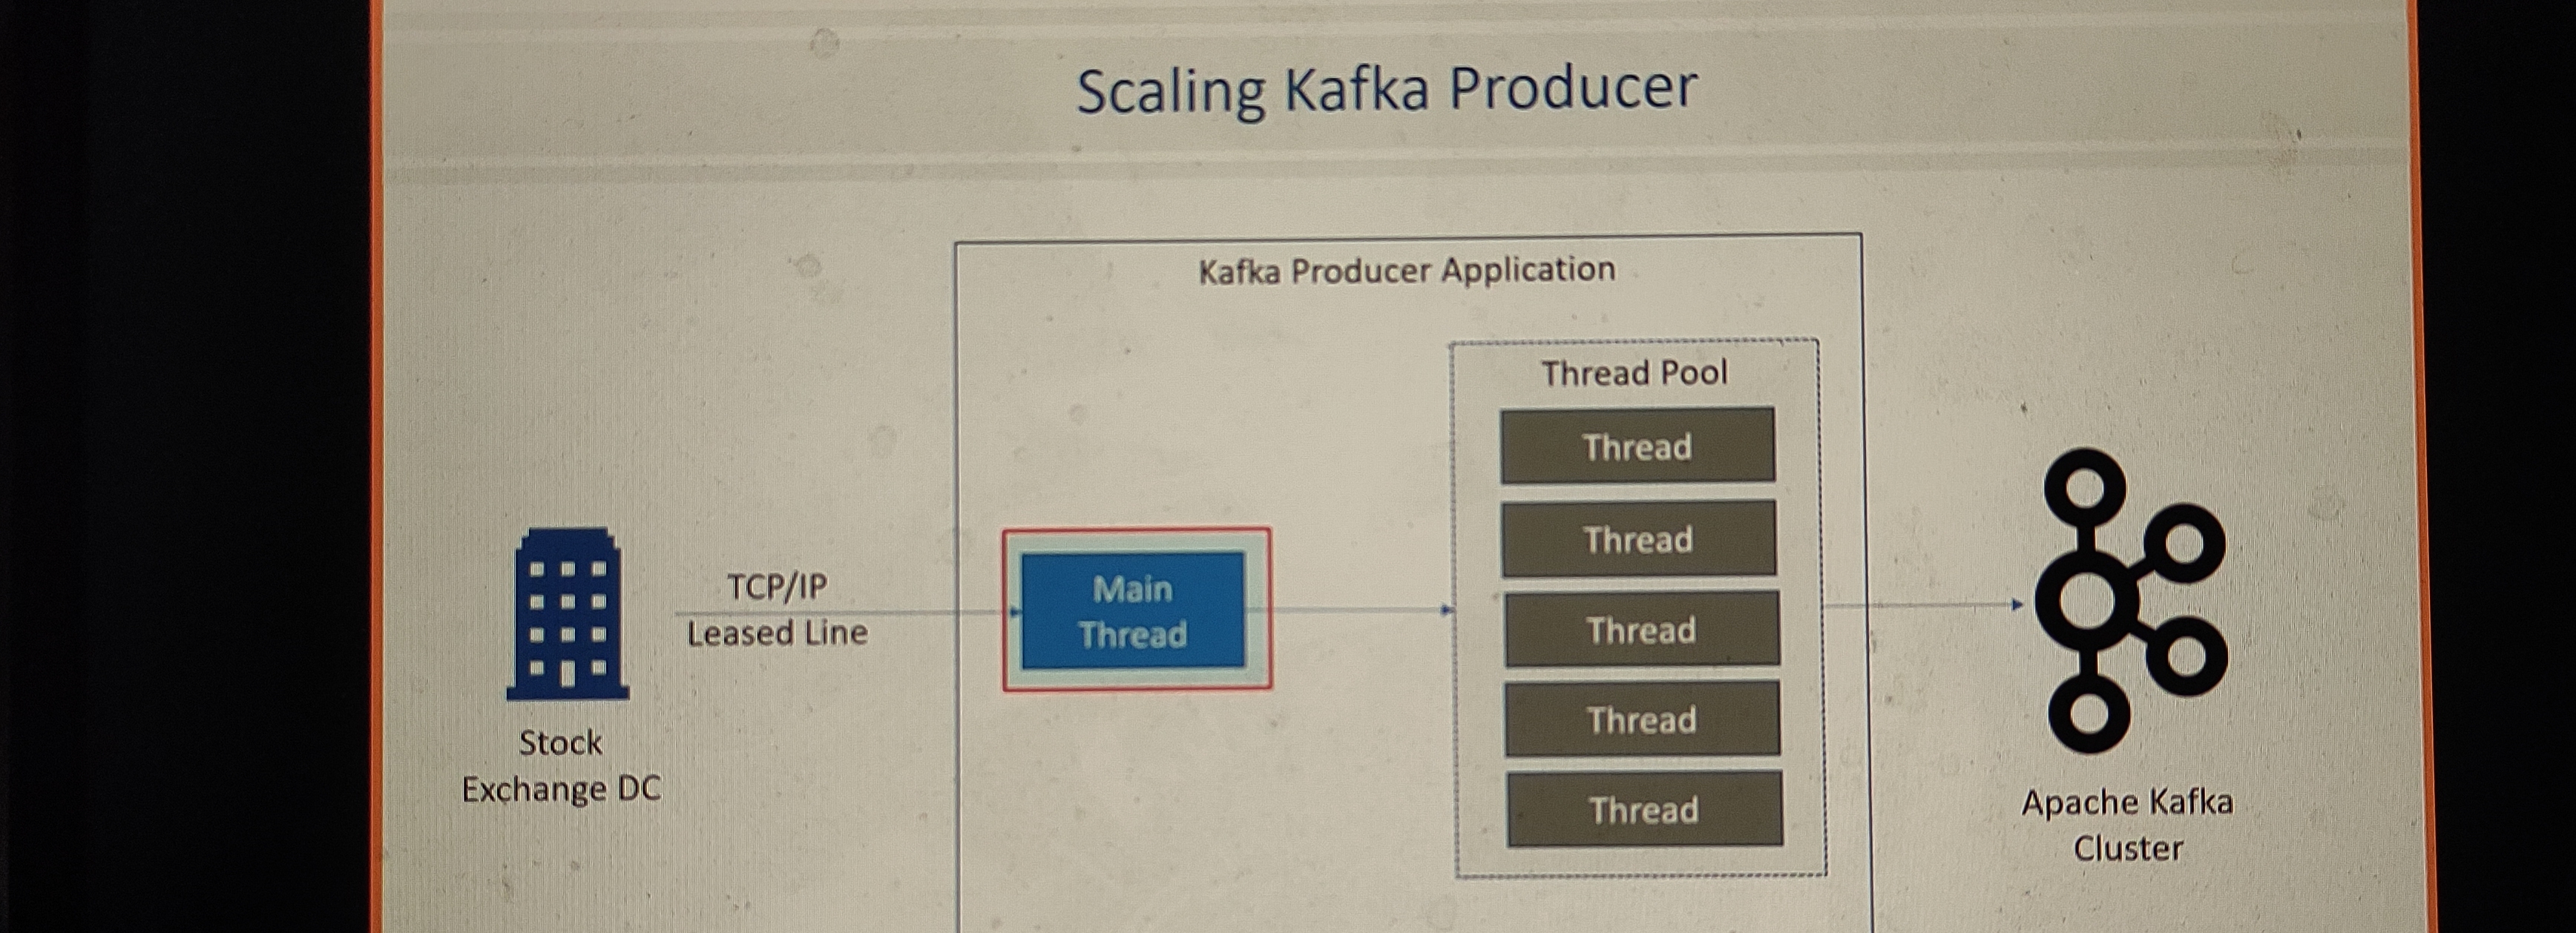 Scaling Kafka Producer
Kafka Producer Application
Thread Pool
Thread
Thread
Thread
Thread
Thread
Main
Thread
TCP/IP
Leased Line
Stock
Exchange DC
Apache Kafka
Cluster